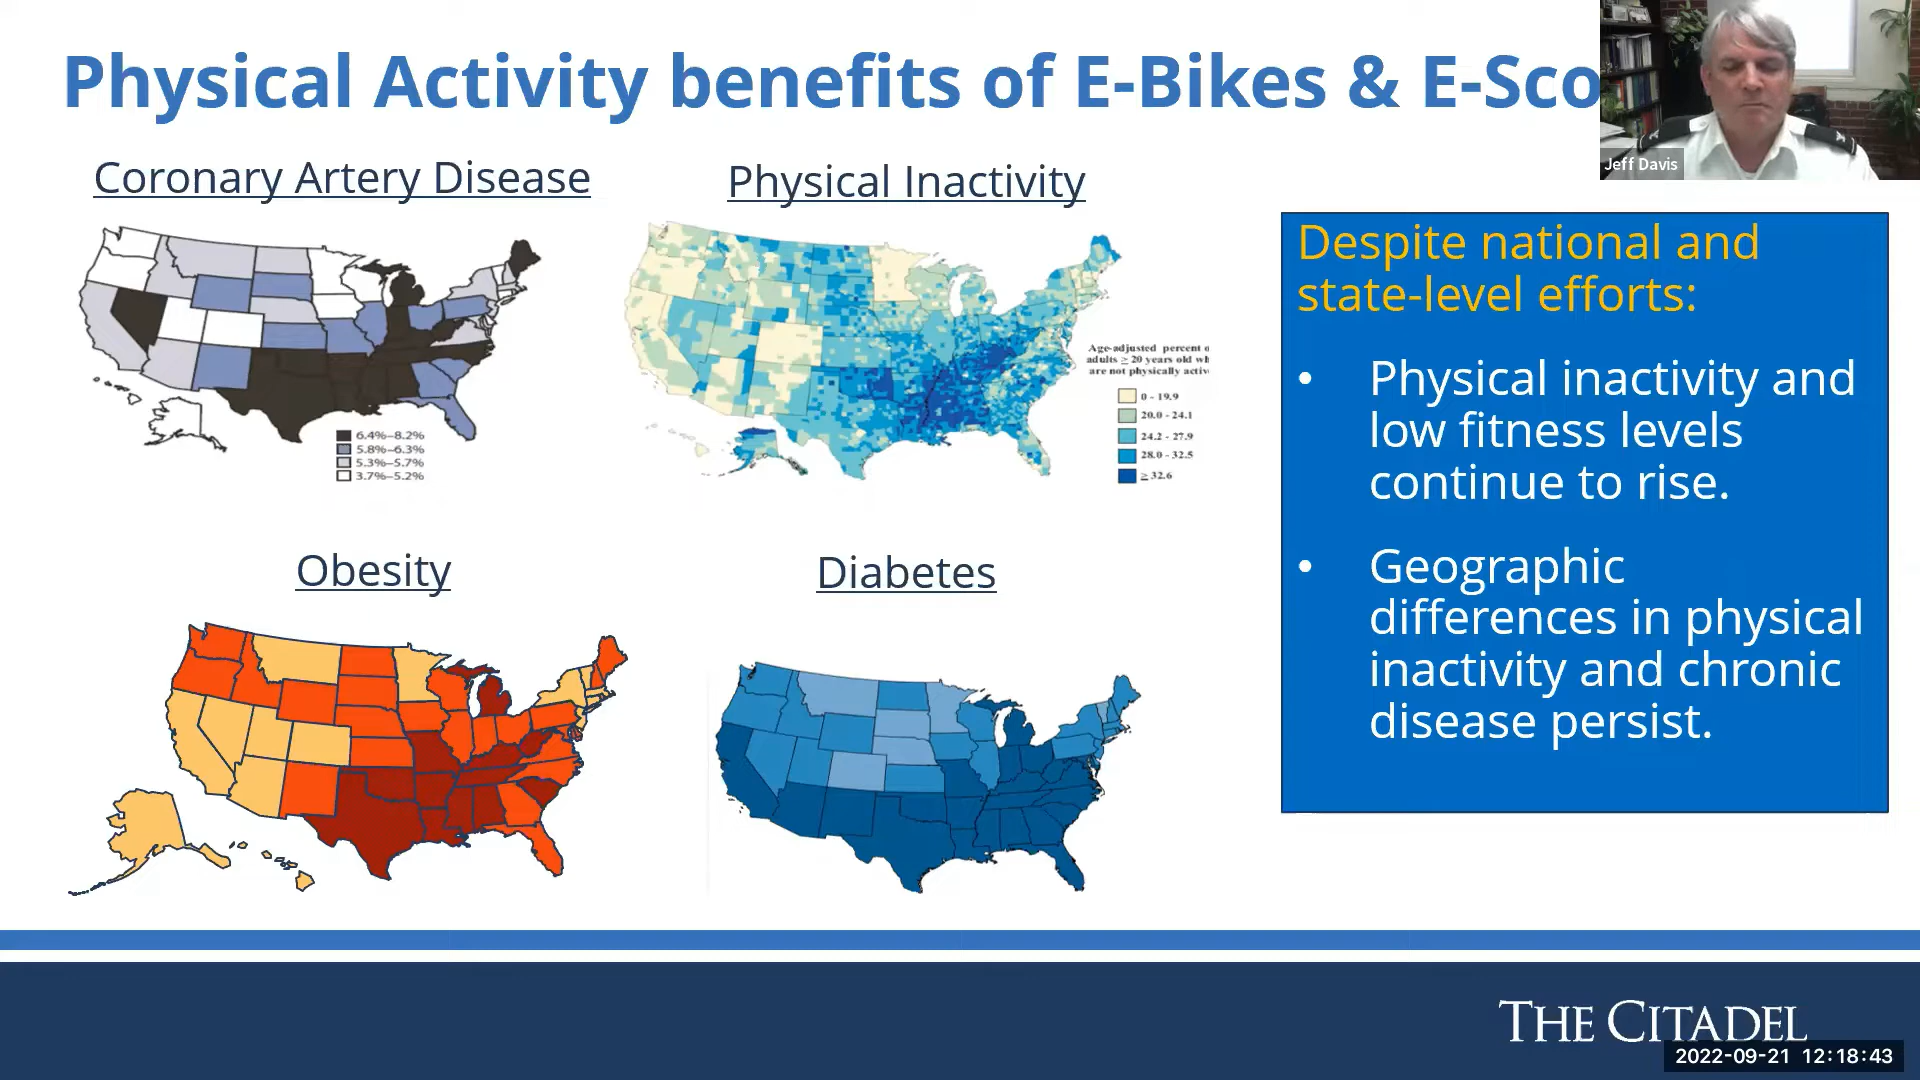 Physical Activity benefits of E-Bikes & E-Sco
Jeff Davis
Coronary Artery Disease
6.4%–8.2%
5.8%–6.3%
5.3%–5.7%
3.7%–5.2%
Physical Inactivity
Age-adjusted percent o
adults ≥ 20 years old wh
are not physically activ
0 - 19.9
20.0 - 24.1
24.2 - 27.9
28.0 - 32.5
≥ 32.6
Obesity
Diabetes
Despite national and
state-level efforts:
• Physical inactivity and
low fitness levels
continue to rise.
• Geographic
differences in physical
inactivity and chronic
disease persist.
THE CITADEL
2022-09-21 12:18:43